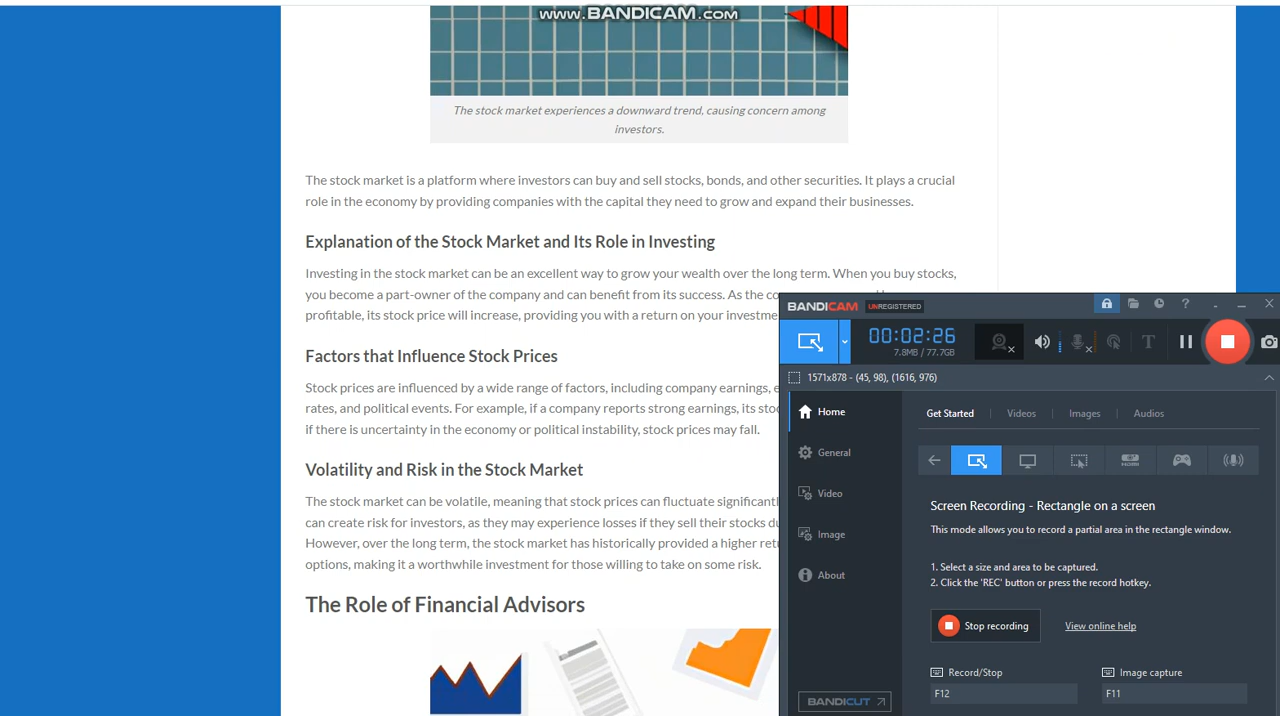 www.BANDICAM.com
The stock market experiences a downward trend, causing concern among
investors.
The stock market is a platform where investors can buy and sell stocks, bonds, and other securities. It plays a crucial
role in the economy by providing companies with the capital they need to grow and expand their businesses.
Explanation of the Stock Market and Its Role in Investing
Investing in the stock market can be an excellent way to grow your wealth over the long term. When you buy stocks,
you become a part-owner of the company and can benefit from its success. As the
profitable, its stock price will increase, providing you with a return on your
Factors that Influence Stock Prices
Stock prices are influenced by a wide range of factors, including company earnings,
rates, and political events. For example, if a company reports strong earnings, its
if there is uncertainty in the economy or political instability, stock prices may fall.
Volatility and Risk in the Stock Market
The stock market can be volatile, meaning that stock prices can fluctuate significantly
can create risk for investors, as they may experience losses if they sell their stocks
However, over the long term, the stock market has historically provided a higher
options, making it a worthwhile investment for those willing to take on some risk.
The Role of Financial Advisors
BANDICAM UNREGISTERED
00:02:26
7.8MB / 77.7GB
1571x878 - (45, 98), (1616, 976)
Home
General
Video
Image
About
BANDICUT
Get Started Videos Images Audios
HDMI
Screen Recording - Rectangle on a screen
This mode allows you to record a partial area in the rectangle window.
1. Select a size and area to be captured.
2. Click the 'REC' button or press the record hotkey.
Stop recording View online help
Record/Stop Image capture
F12 F11